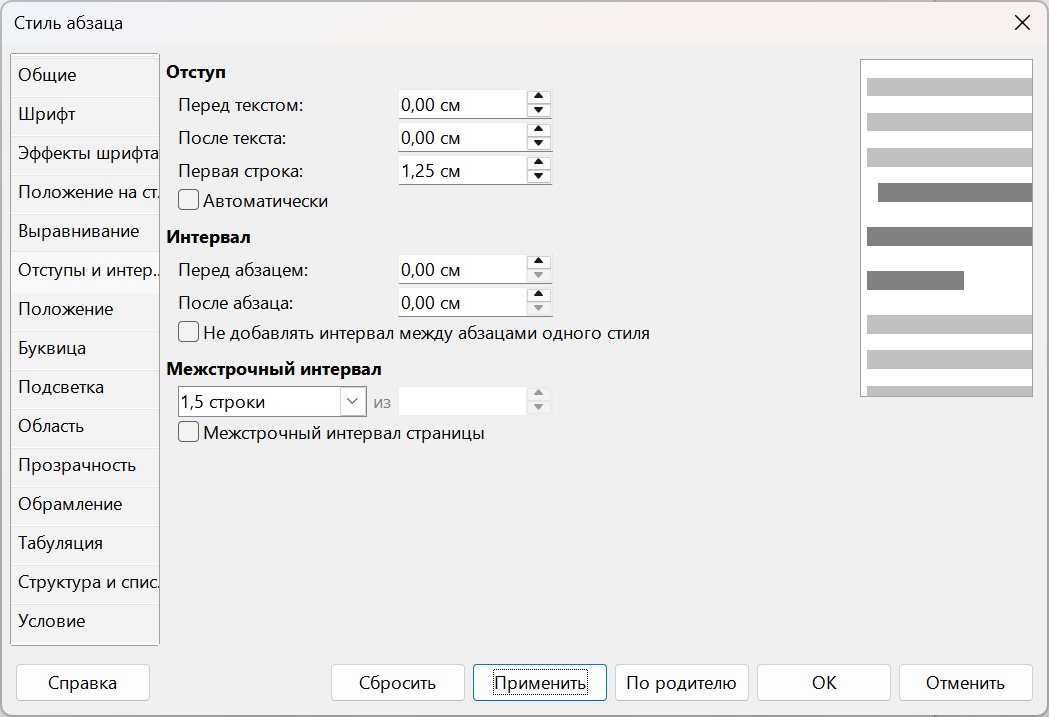 Стиль абзаца
Общие
Шрифт
Эффекты шрифта
Положение на ст.
Выравнивание
Отступы и интер..
Положение
Буквица
Подсветка
Область
Прозрачность
Обрамление
Табуляция
Структура и спис.
Условие
Отступ
Перед текстом: 0,00 см
После текста: 0,00 см
Первая строка: 1,25 см
Автоматически
Интервал
Перед абзацем: 0,00 см
После абзаца: 0,00 см
Не добавлять интервал между абзацами одного стиля
Межстрочный интервал
1,5 строки из
Межстрочный интервал страницы
Справка Сбросить Применить По родителю ОК Отменить